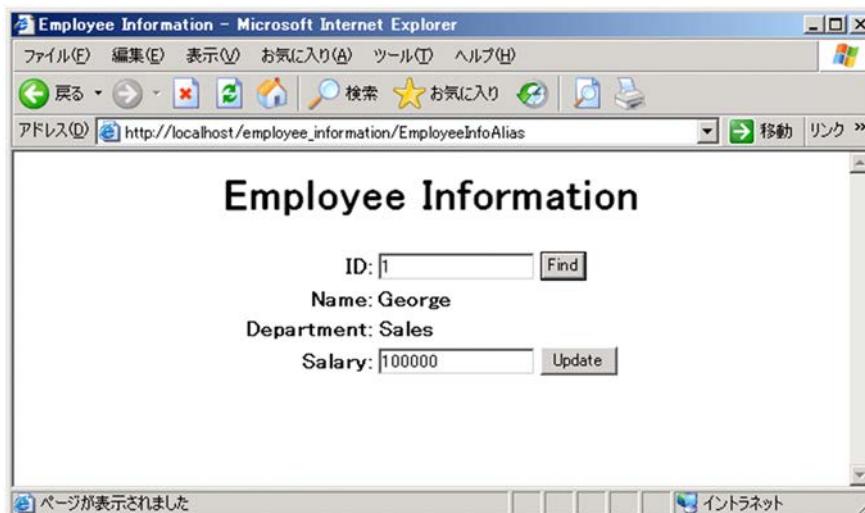 Employee Information - Microsoft Internet Explorer
ファイル(F) 編集(E) 表示(V) お気に入り(A) ツール(T) ヘルプ(H)
戻る 検索 お気に入り
アドレス(D) http://localhost/employee_information/EmployeeInfoAlias 移動 リンク »
Employee Information
ID: 1 Find
Name: George
Department: Sales
Salary: 100000 Update
ページが表示されました イントラネット